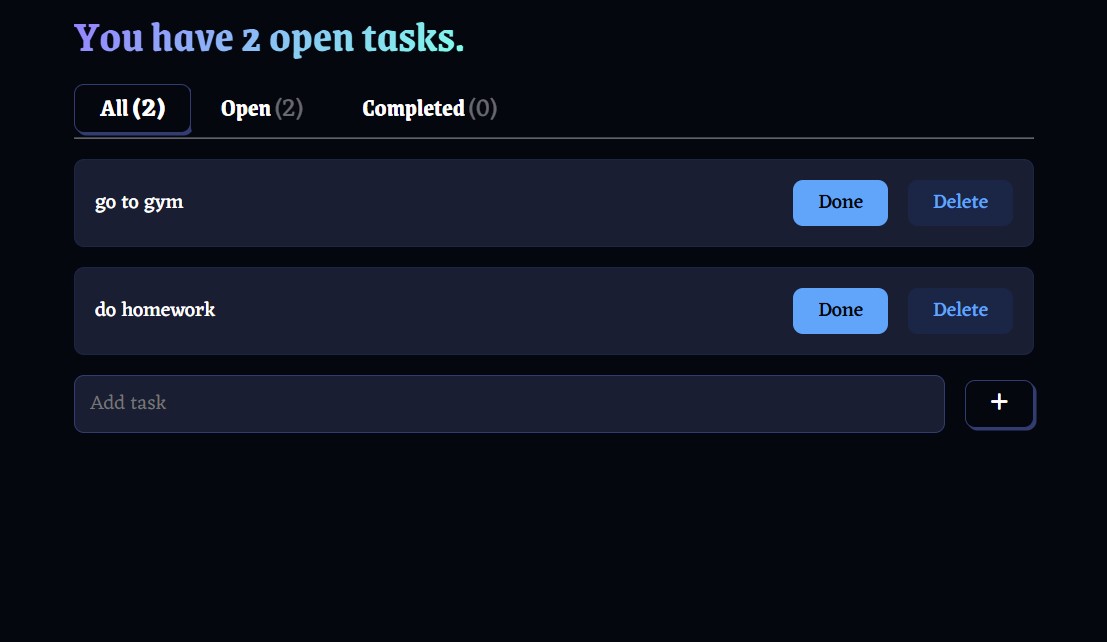 You have 2 open tasks.
All (2) Open (2) Completed (0)
go to gym Done Delete
do homework Done Delete
Add task +